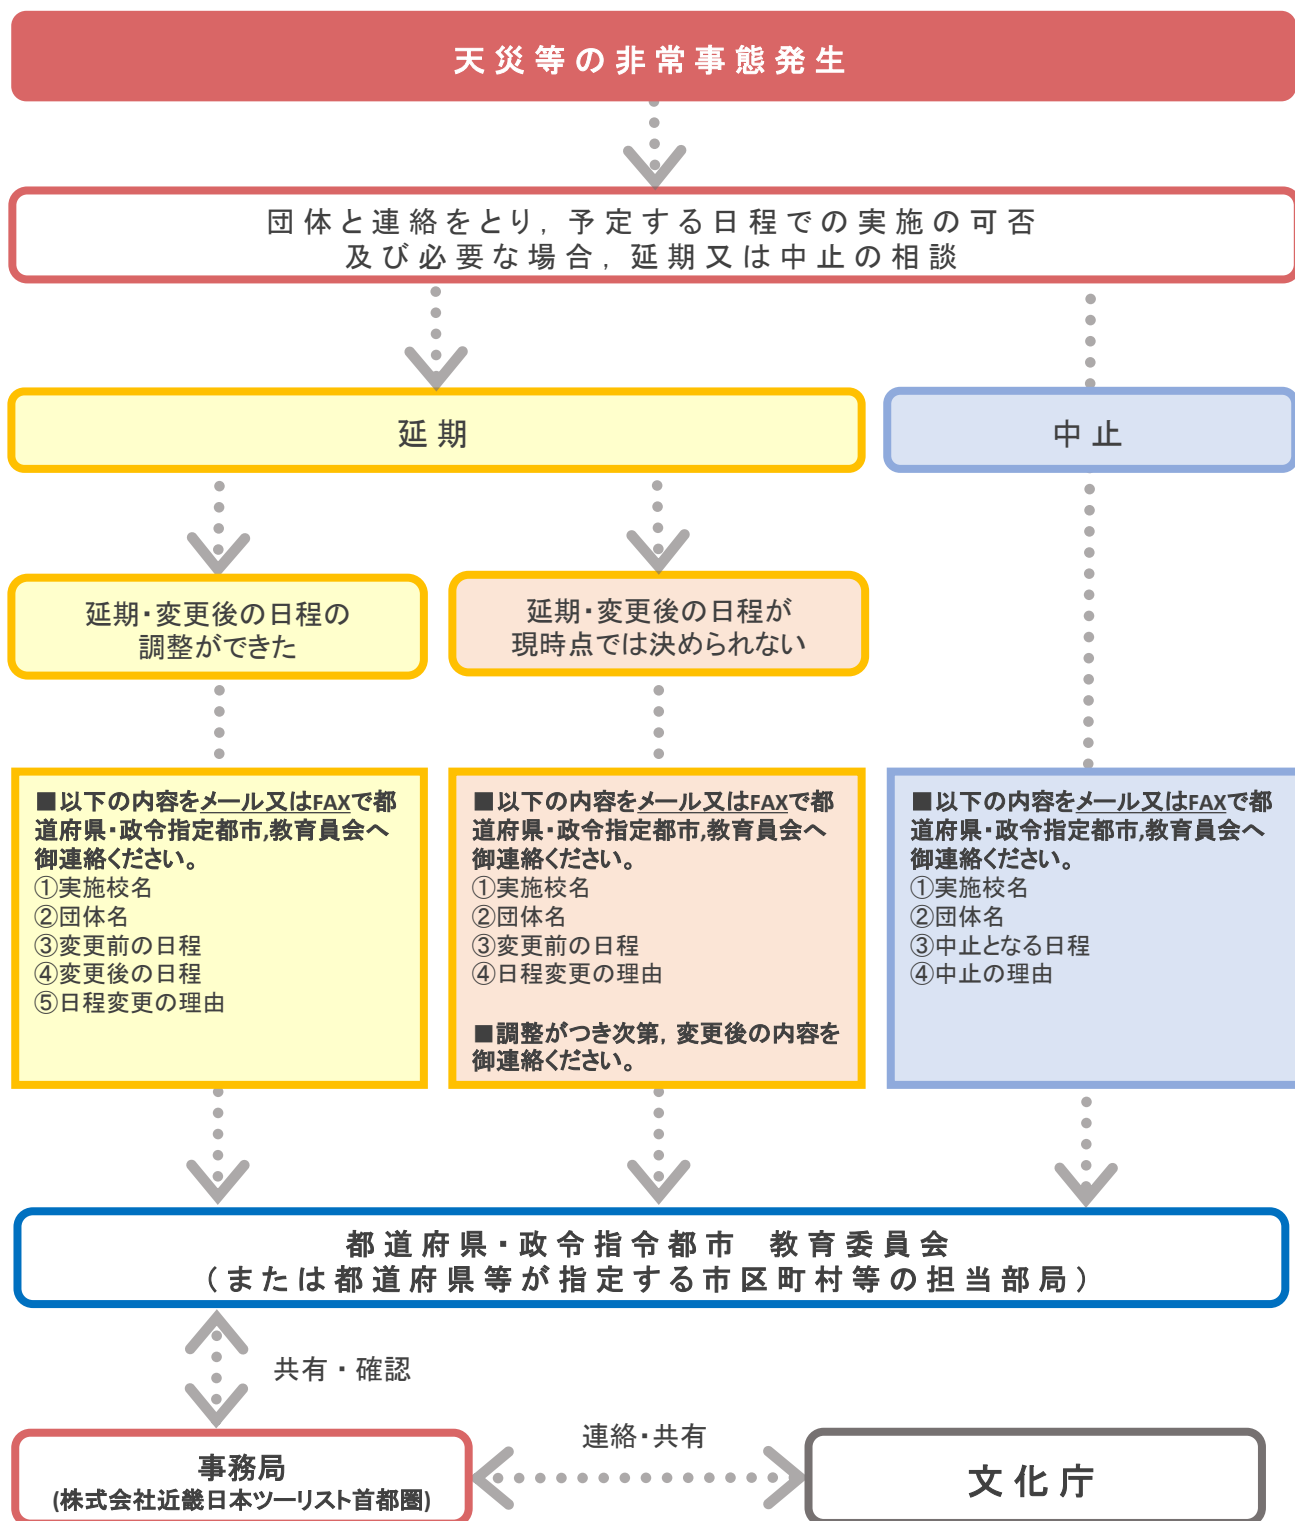 天災等の非常事態発生
団体と連絡をとり，予定する日程での実施の可否
及び必要な場合，延期又は中止の相談
延期
中止
延期・変更後の日程の
調整ができた
延期・変更後の日程が
現時点では決められない
■以下の内容をメール又はFAXで都
道府県・政令指定都市,教育員会へ
御連絡ください。
①実施校名
②団体名
③変更前の日程
④変更後の日程
⑤日程変更の理由
■以下の内容をメール又はFAXで都
道府県・政令指定都市,教育員会へ
御連絡ください。
①実施校名
②団体名
③変更前の日程
④日程変更の理由
■調整がつき次第，変更後の内容を
御連絡ください。
■以下の内容をメール又はFAXで都
道府県・政令指定都市,教育員会へ
御連絡ください。
①実施校名
②団体名
③中止となる日程
④中止の理由
都道府県・政令指令都市　教育委員会
（または都道府県等が指定する市区町村等の担当部局）
共有・確認
連絡・共有
事務局
(株式会社近畿日本ツーリスト首都圏)
文化庁